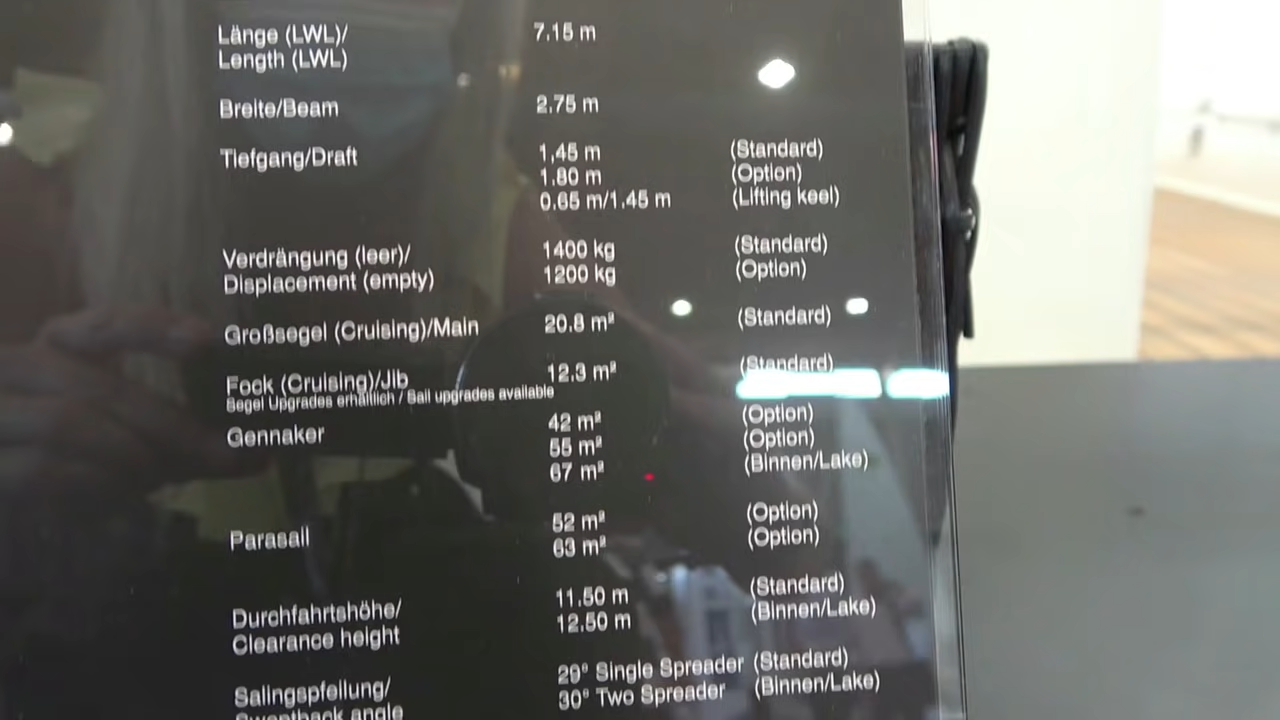 Länge (LWL)/ 7.15 m
Length (LWL)
Breite/Beam 2.75 m
Tiefgang/Draft 1.45 m (Standard)
1.80 m (Option)
0.65 m/1.45 m (Lifting keel)
Verdrängung (leer)/ 1400 kg (Standard)
Displacement (empty) 1200 kg (Option)
Großsegel (Cruising)/Main 20.8 m² (Standard)
Fock (Cruising)/Jib 12.3 m² (Standard)
Segel Upgrades erhältlich / Sail upgrades available
42 m² (Option)
Gennaker 55 m² (Option)
67 m² (Binnen/Lake)
52 m² (Option)
Parasail 63 m² (Option)
Durchfahrtshöhe/ 11.50 m (Standard)
Clearance height 12.50 m (Binnen/Lake)
Salingspfeilung/ 29° Single Spreader (Standard)
Sweptback angle 30° Two Spreader (Binnen/Lake)